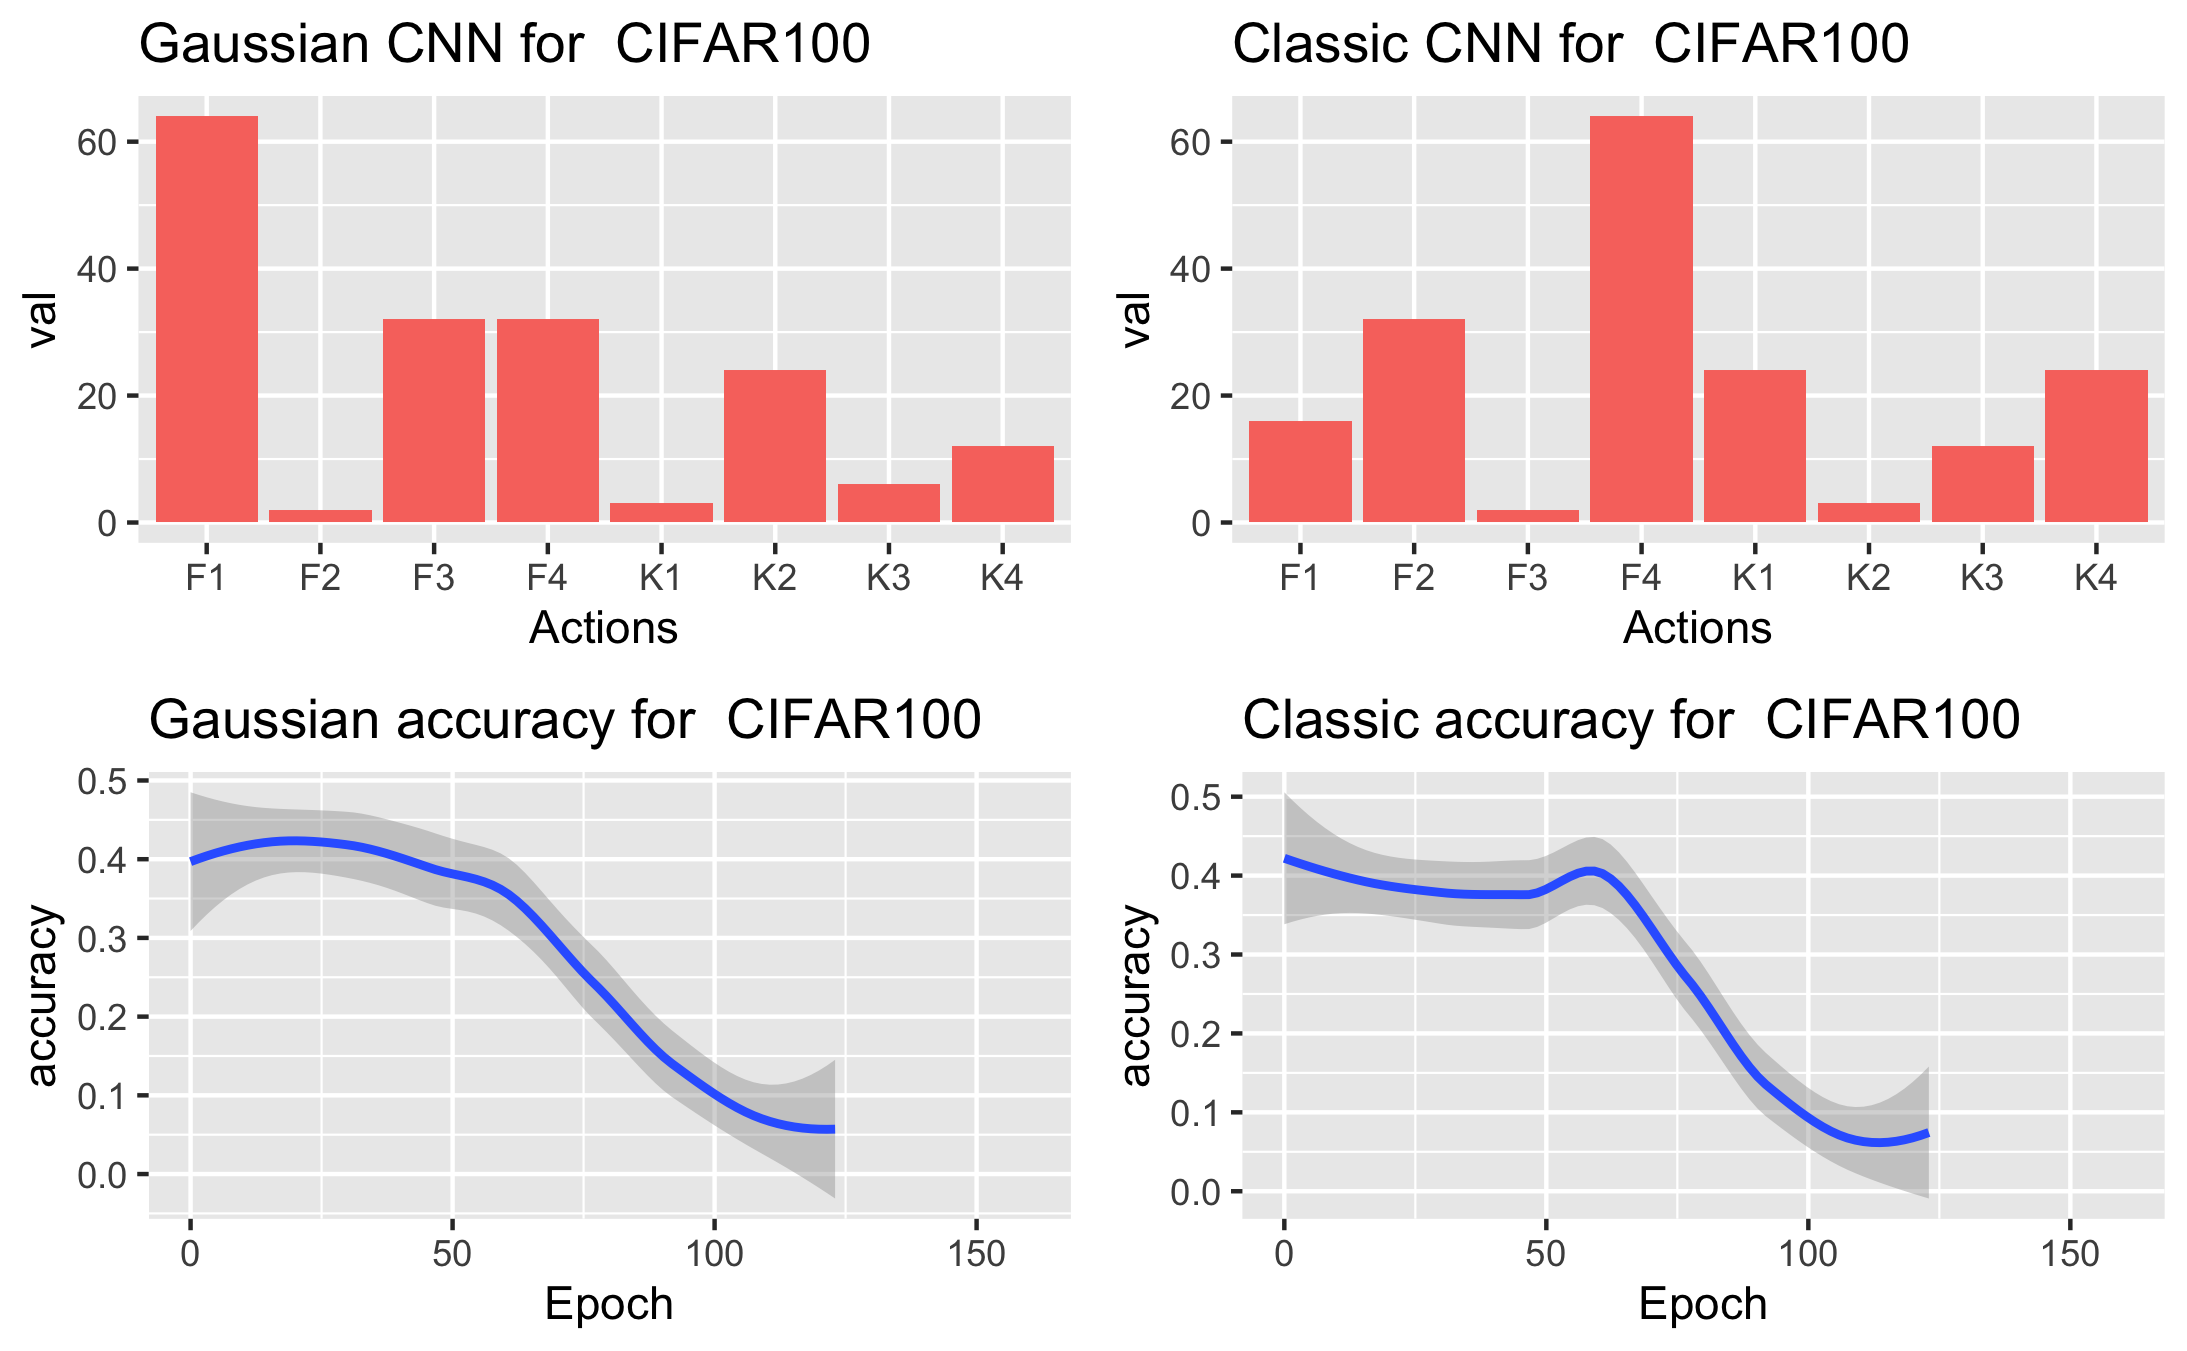 Gaussian CNN for  CIFAR100
val
60
40
20
0
F1 F2 F3 F4 K1 K2 K3 K4
Actions
Classic CNN for  CIFAR100
val
60
40
20
0
F1 F2 F3 F4 K1 K2 K3 K4
Actions
Gaussian accuracy for  CIFAR100
accuracy
0.5
0.4
0.3
0.2
0.1
0.0
0 50 100 150
Epoch
Classic accuracy for  CIFAR100
accuracy
0.5
0.4
0.3
0.2
0.1
0.0
0 50 100 150
Epoch